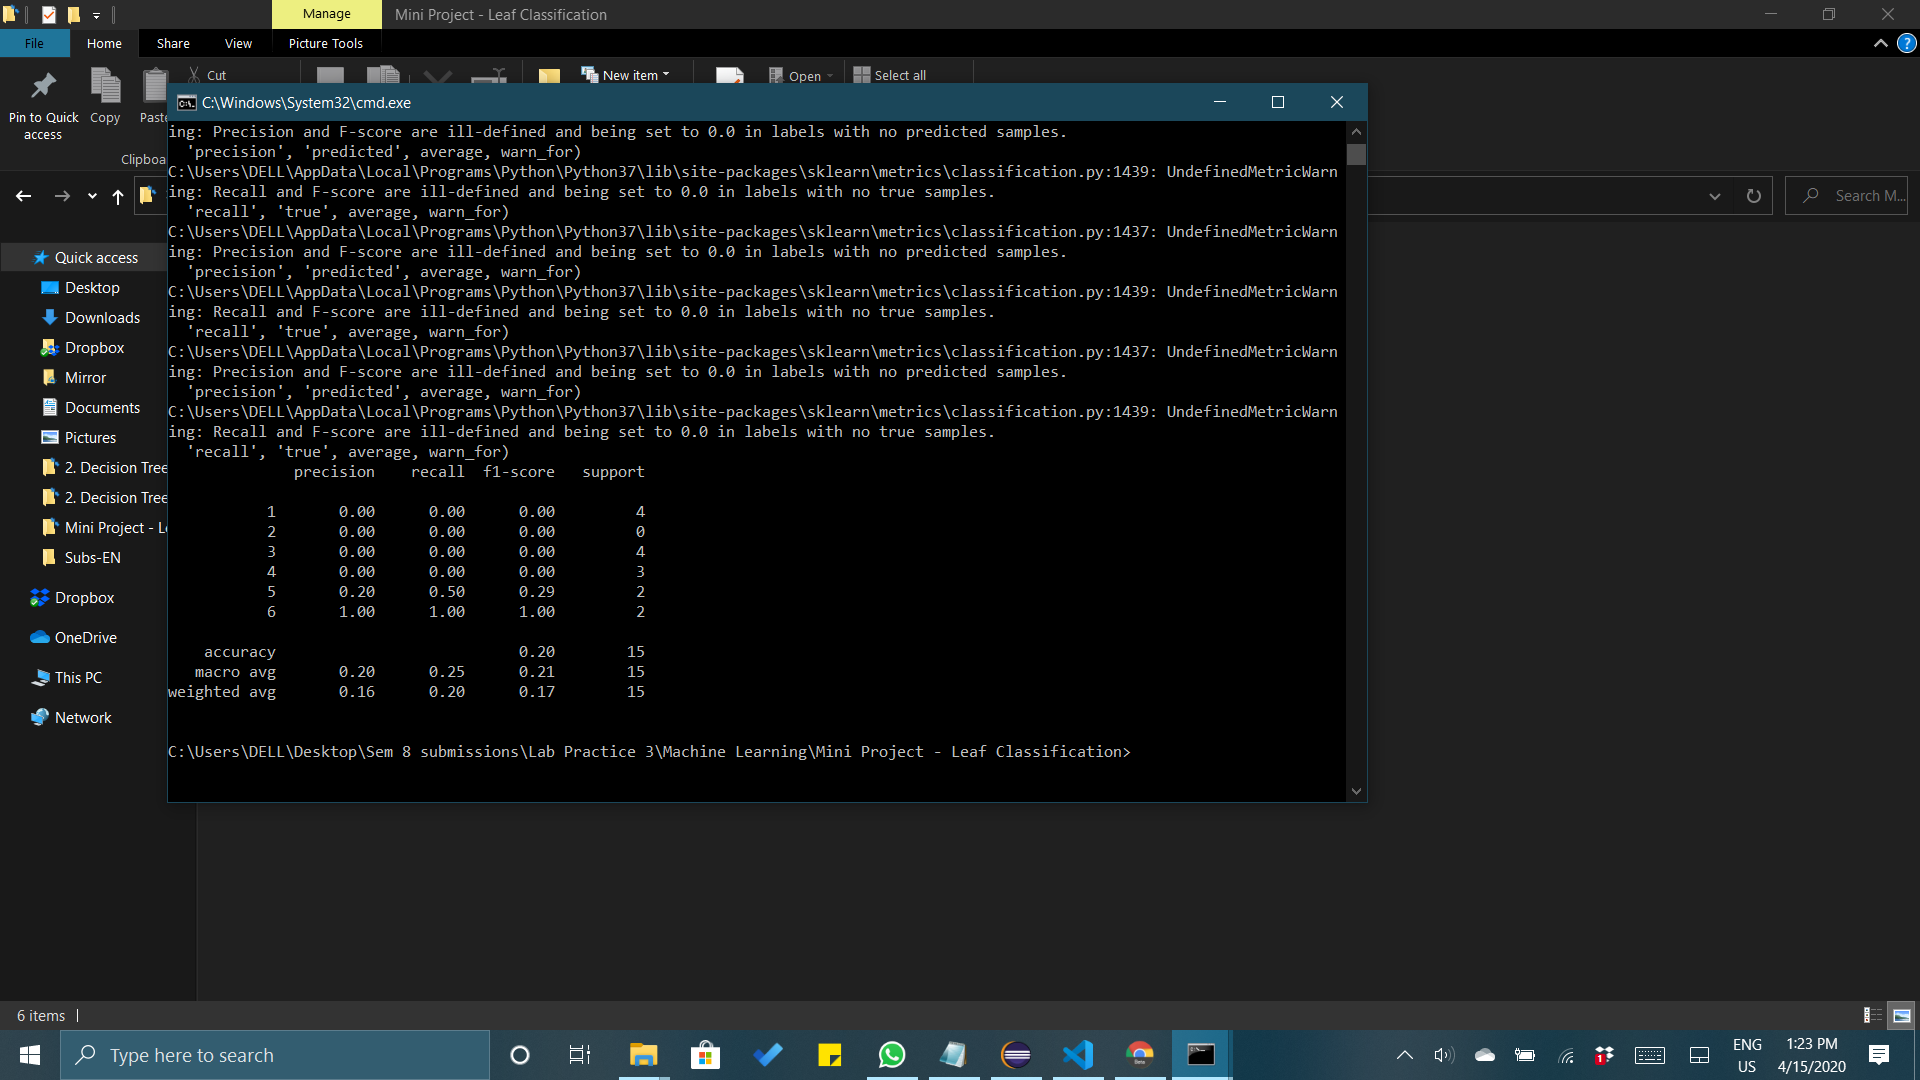 Manage
Mini Project - Leaf Classification
File
Home
Share
View
Picture Tools
Pin to Quick
access
Copy
Paste
Cut
New item
Open
Select all
Clipboa
C:\Windows\System32\cmd.exe
ing: Precision and F-score are ill-defined and being set to 0.0 in labels with no predicted samples.
'precision', 'predicted', average, warn_for)
C:\Users\DELL\AppData\Local\Programs\Python\Python37\lib\site-packages\sklearn\metrics\classification.py:1439: UndefinedMetricWarn
ing: Recall and F-score are ill-defined and being set to 0.0 in labels with no true samples.
'recall', 'true', average, warn_for)
C:\Users\DELL\AppData\Local\Programs\Python\Python37\lib\site-packages\sklearn\metrics\classification.py:1437: UndefinedMetricWarn
ing: Precision and F-score are ill-defined and being set to 0.0 in labels with no predicted samples.
'precision', 'predicted', average, warn_for)
C:\Users\DELL\AppData\Local\Programs\Python\Python37\lib\site-packages\sklearn\metrics\classification.py:1439: UndefinedMetricWarn
ing: Recall and F-score are ill-defined and being set to 0.0 in labels with no true samples.
'recall', 'true', average, warn_for)
C:\Users\DELL\AppData\Local\Programs\Python\Python37\lib\site-packages\sklearn\metrics\classification.py:1437: UndefinedMetricWarn
ing: Precision and F-score are ill-defined and being set to 0.0 in labels with no predicted samples.
'precision', 'predicted', average, warn_for)
C:\Users\DELL\AppData\Local\Programs\Python\Python37\lib\site-packages\sklearn\metrics\classification.py:1439: UndefinedMetricWarn
ing: Recall and F-score are ill-defined and being set to 0.0 in labels with no true samples.
'recall', 'true', average, warn_for)
precision recall f1-score support
1 0.00 0.00 0.00 4
2 0.00 0.00 0.00 0
3 0.00 0.00 0.00 4
4 0.00 0.00 0.00 3
5 0.20 0.50 0.29 2
6 1.00 1.00 1.00 2
accuracy 0.20 15
macro avg 0.20 0.25 0.21 15
weighted avg 0.16 0.20 0.17 15
C:\Users\DELL\Desktop\Sem 8 submissions\Lab Practice 3\Machine Learning\Mini Project - Leaf Classification>
Search M...
Quick access
Desktop
Downloads
Dropbox
Mirror
Documents
Pictures
2. Decision Tree
2. Decision Tree
Mini Project - Le
Subs-EN
Dropbox
OneDrive
This PC
Network
6 items
Type here to search
1
ENG
US
1:23 PM
4/15/2020